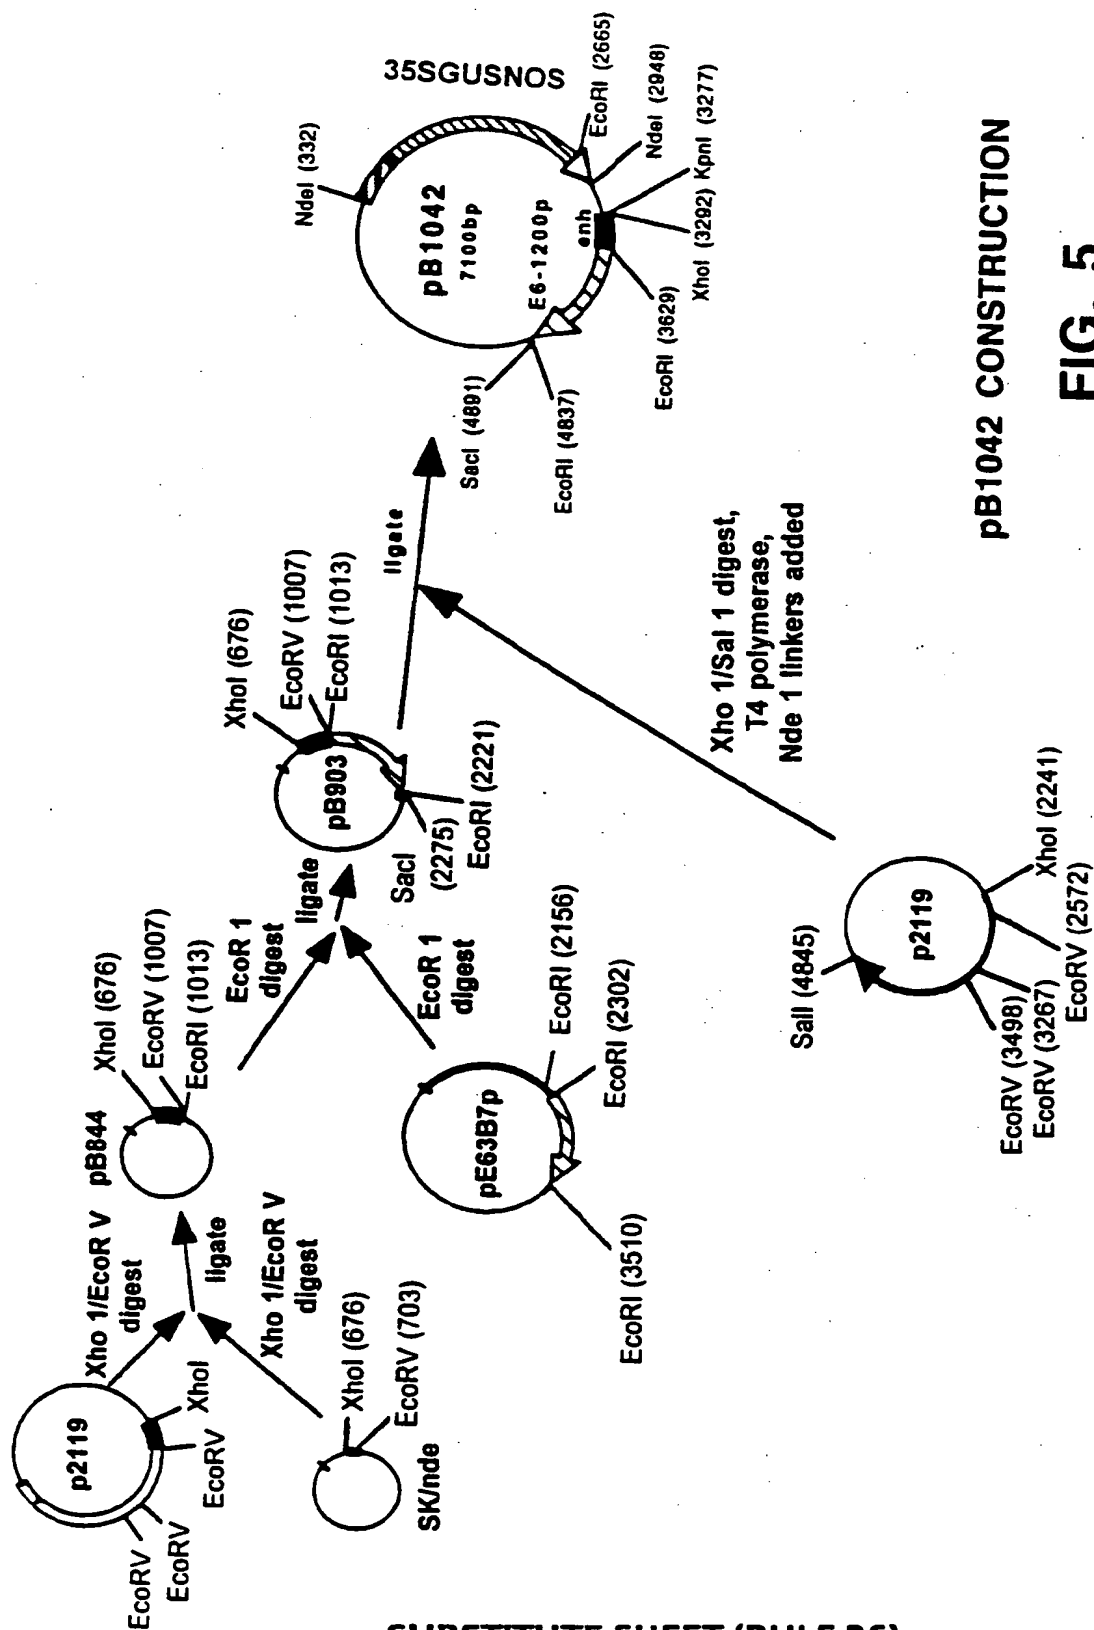 p2119
EcoRV
EcoRV
EcoRV
XhoI
Xho 1/EcoR V
digest
ligate
Xho 1/EcoR V
digest
SK/nde
XhoI (676)
EcoRV (703)
pB844
XhoI (676)
EcoRV (1007)
EcoRI (1013)
EcoR 1
digest
ligate
EcoR 1
digest
pE63B7p
EcoRI (2156)
EcoRI (2302)
EcoRI (3510)
pB903
XhoI (676)
EcoRV (1007)
EcoRI (1013)
SacI
(2275)
EcoRI (2221)
ligate
p2119
SalI (4845)
XhoI (2241)
EcoRV (2572)
EcoRV (3267)
EcoRV (3498)
Xho 1/Sal 1 digest,
T4 polymerase,
Nde 1 linkers added
35SGUSNOS
pB1042
7100bp
E6-1200p
enh
NdeI (332)
EcoRI (2665)
NdeI (2948)
KpnI (3277)
XhoI (3292)
EcoRI (3629)
EcoRI (4837)
SacI (4891)
pB1042 CONSTRUCTION
FIG. 5